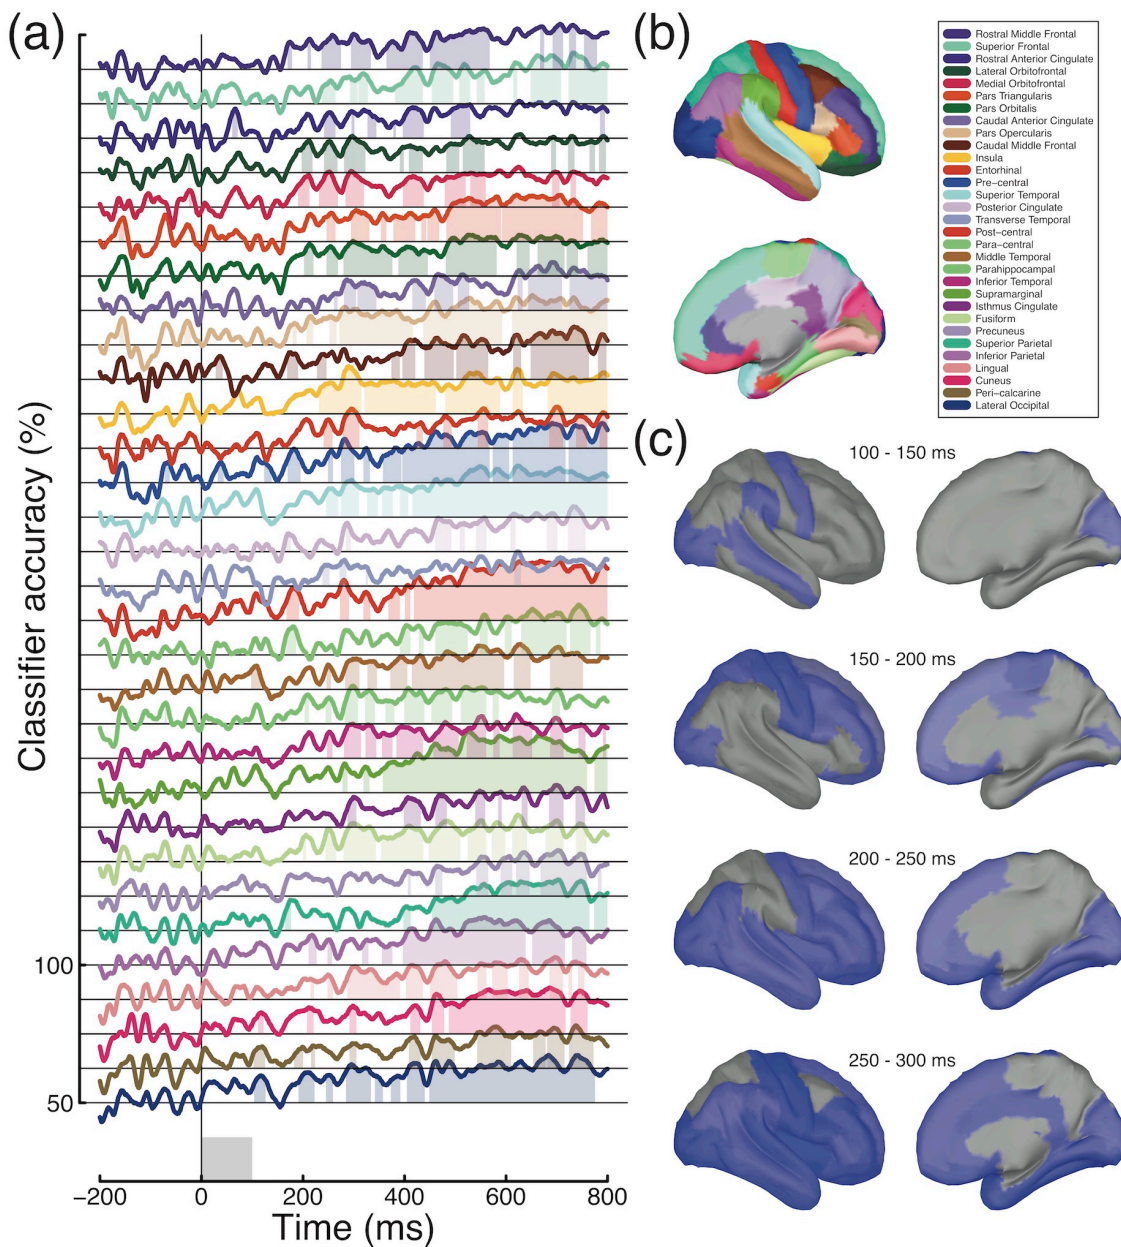 (a)
Classifier accuracy (%)
100
50
−200
0
200
400
600
800
Time (ms)
(b)
Rostral Middle Frontal
Superior Frontal
Rostral Anterior Cingulate
Lateral Orbitofrontal
Medial Orbitofrontal
Pars Triangularis
Pars Orbitalis
Caudal Anterior Cingulate
Pars Opercularis
Caudal Middle Frontal
Insula
Entorhinal
Pre−central
Superior Temporal
Posterior Cingulate
Transverse Temporal
Post−central
Para−central
Middle Temporal
Parahippocampal
Inferior Temporal
Supramarginal
Isthmus Cingulate
Fusiform
Precuneus
Superior Parietal
Inferior Parietal
Lingual
Cuneus
Peri−calcarine
Lateral Occipital
(c)
100 - 150 ms
150 - 200 ms
200 - 250 ms
250 - 300 ms